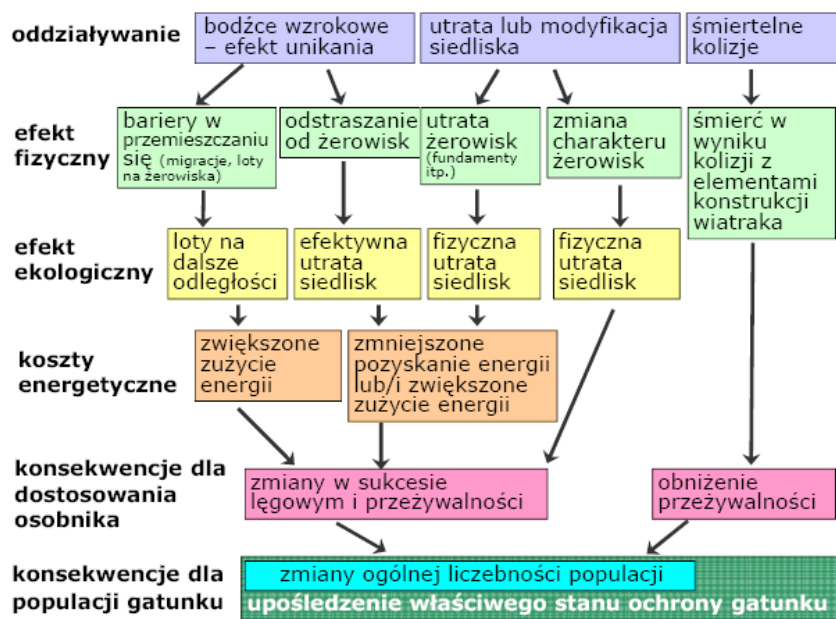 oddziaływanie
bodźce wzrokowe
– efekt unikania
utrata lub modyfikacja
siedliska
śmiertelne
kolizje
efekt
fizyczny
bariery w
przemieszczaniu
się (migracje, loty
na żerowiska)
odstraszanie
od żerowisk
utrata
żerowisk
(fundamenty
itp.)
zmiana
charakteru
żerowisk
śmierć w
wyniku
kolizji z
elementami
konstrukcji
wiatraka
efekt
ekologiczny
loty na
dalsze
odległości
efektywna
utrata
siedlisk
fizyczna
utrata
siedlisk
fizyczna
utrata
siedlisk
koszty
energetyczne
zwiększone
zużycie
energii
zmniejszone
pozyskanie energii
lub/i zwiększone
zużycie energii
konsekwencje dla
dostosowania
osobnika
zmiany w sukcesie
lęgowym i przeżywalności
obniżenie
przeżywalności
konsekwencje dla
populacji gatunku
zmiany ogólnej liczebności populacji
upośledzenie właściwego stanu ochrony gatunku